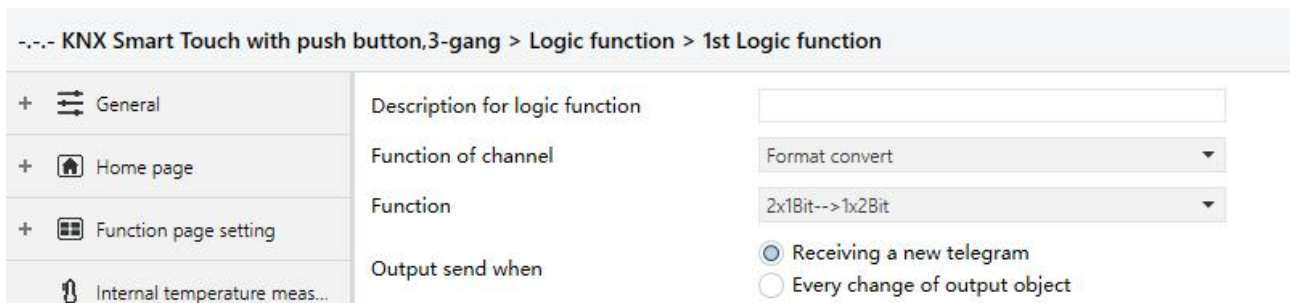 -.-.- KNX Smart Touch with push button,3-gang > Logic function > 1st Logic function
+ General
Description for logic function
Function of channel
Format convert
+ Home page
Function
2x1Bit-->1x2Bit
+ Function page setting
Output send when
Receiving a new telegram
Every change of output object
Internal temperature meas...